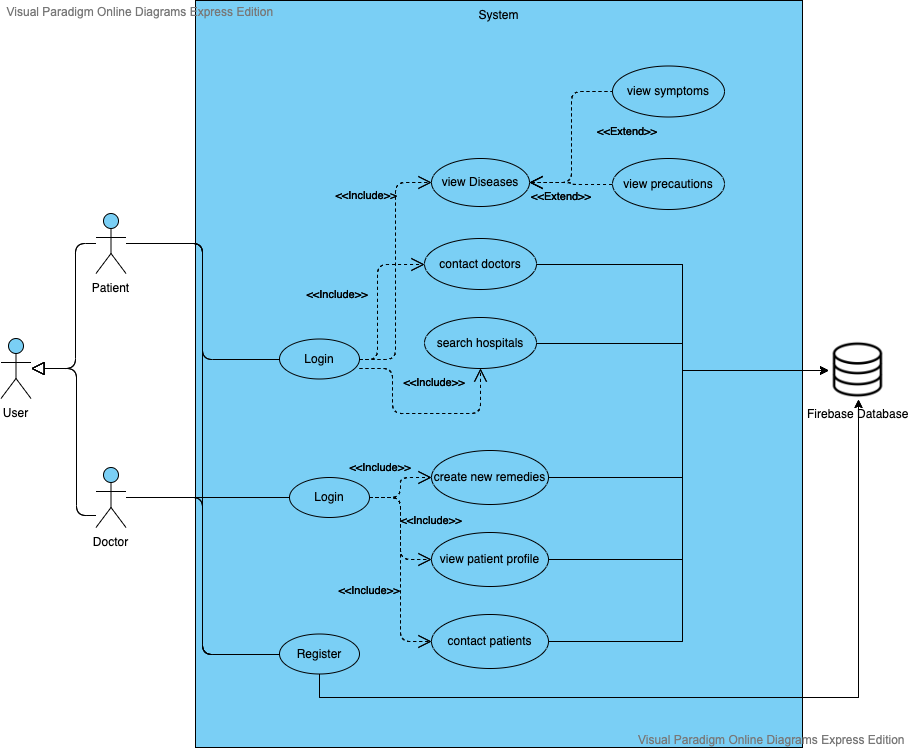 Visual Paradigm Online Diagrams Express Edition
System
view symptoms
<<Extend>>
view Diseases
view precautions
<<Include>>
<<Extend>>
contact doctors
Patient
<<Include>>
search hospitals
Login
<<Include>>
User
Firebase Database
<<Include>>
create new remedies
Login
<<Include>>
Doctor
view patient profile
<<Include>>
contact patients
Register
Visual Paradigm Online Diagrams Express Edition